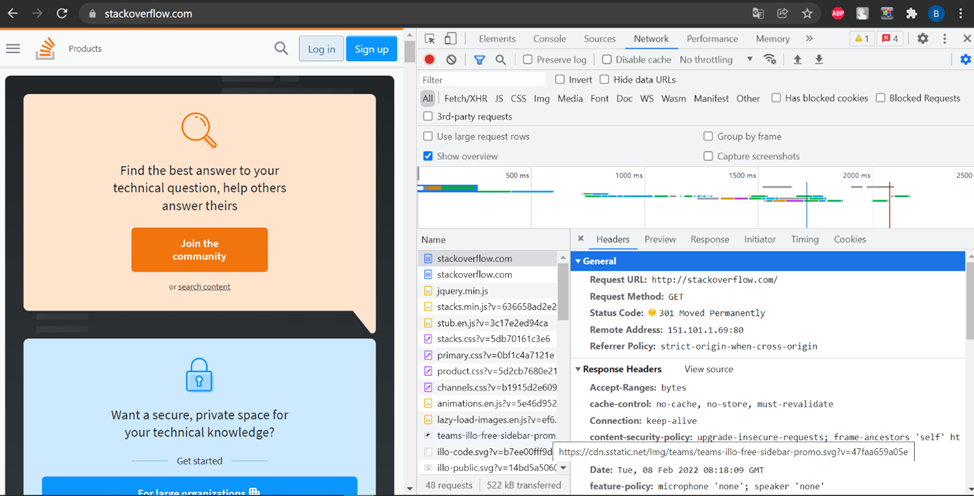 stackoverflow.com
ABP
B
Products
Log in
Sign up
Find the best answer to your
technical question, help others
answer theirs
Join the
community
or search content
Want a secure, private space for
your technical knowledge?
Get started
For large organizations
Elements Console Sources Network Performance Memory » 1 4
Preserve log Disable cache No throttling
Filter Invert Hide data URLs
All Fetch/XHR JS CSS Img Media Font Doc WS Wasm Manifest Other Has blocked cookies Blocked Requests
3rd-party requests
Use large request rows Group by frame
Show overview Capture screenshots
500 ms 1000 ms 1500 ms 2000 ms 2500
Name
stackoverflow.com
stackoverflow.com
jquery.min.js
stacks.min.js?v=636658ad2e2
stub.en.js?v=3c17e2ed94ca
stacks.css?v=5db70161c3e6
primary.css?v=0bf1c4a7121e
product.css?v=5d2cb7680e21
channels.css?v=b1915d2e609
animations.en.js?v=5e46d952
lazy-load-images.en.js?v=ef6.
teams-illo-free-sidebar-prom
illo-code.svg?v=b7ee00fff9d
illo-public.svg?v=14bd5a5060
48 requests 522 kB transferred
× Headers Preview Response Initiator Timing Cookies
General
Request URL: http://stackoverflow.com/
Request Method: GET
Status Code: 301 Moved Permanently
Remote Address: 151.101.1.69:80
Referrer Policy: strict-origin-when-cross-origin
Response Headers View source
Accept-Ranges: bytes
cache-control: no-cache, no-store, must-revalidate
Connection: keep-alive
content-security-policy: upgrade-insecure-requests; frame-ancestors 'self' ht
https://cdn.sstatic.net/Img/teams/teams-illo-free-sidebar-promo.svg?v=47faa659a05e
Date: Tue, 08 Feb 2022 08:18:09 GMT
feature-policy: microphone 'none'; speaker 'none'